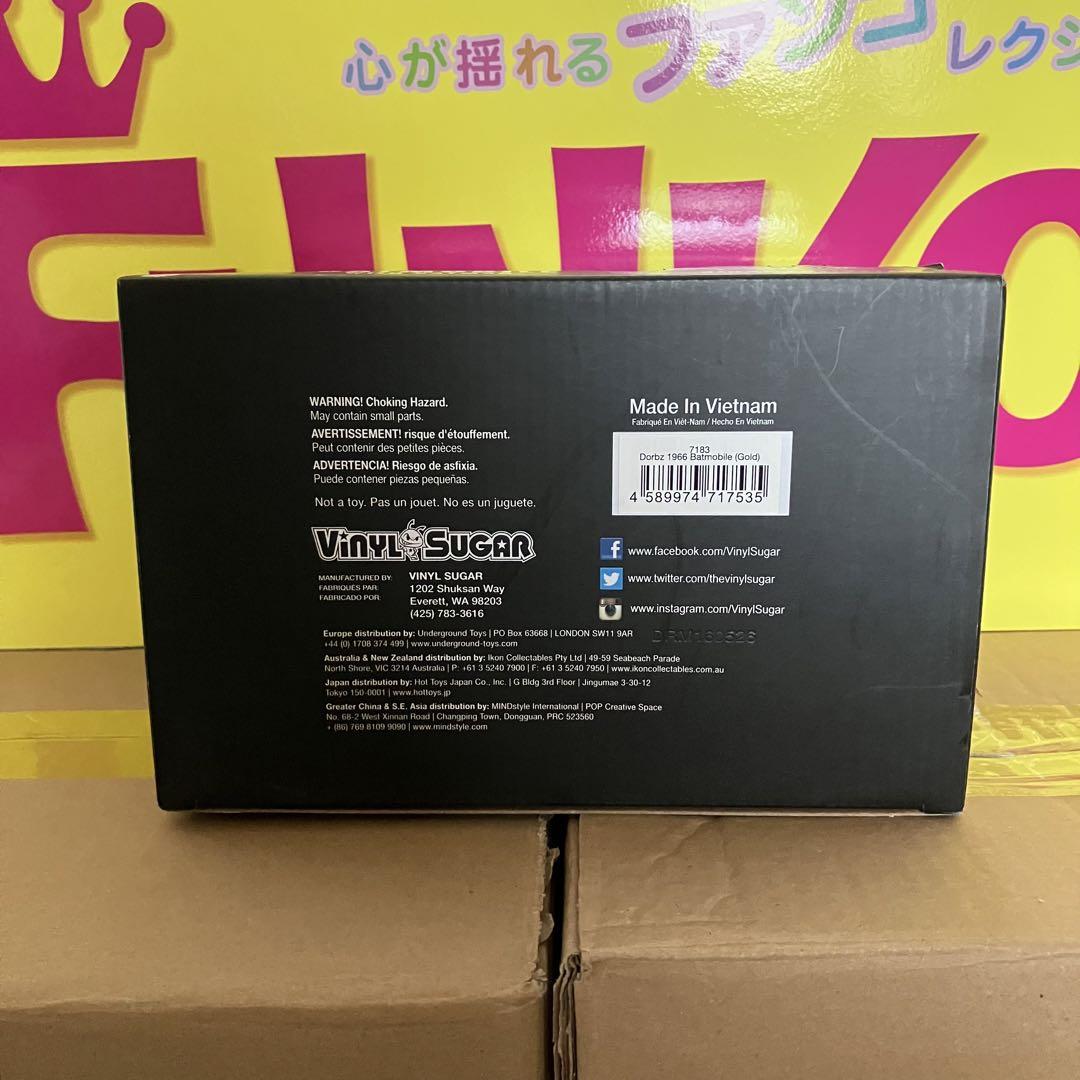 心が揺れるファンコレクシ
FUNKO
WARNING! Choking Hazard.
May contain small parts.
AVERTISSEMENT! risque d'étouffement.
Peut contenir des petites pièces.
ADVERTENCIA! Riesgo de asfixia.
Puede contener piezas pequeñas.
Not a toy. Pas un jouet. No es un juguete.
VINYL SUGAR
MANUFACTURED BY:
FABRIQUÉS PAR:
FABRICADO POR:
VINYL SUGAR
1202 Shuksan Way
Everett, WA 98203
(425) 783-3616
Made In Vietnam
Fabriqué En Viêt-Nam / Hecho En Vietnam
7183
Dorbz 1966 Batmobile (Gold)
4 589974 717535
www.facebook.com/VinylSugar
www.twitter.com/thevinylsugar
www.instagram.com/VinylSugar
DRM160526
Europe distribution by: Underground Toys | PO Box 63668 | LONDON SW11 9AR
+44 (0) 1708 374 499 | www.underground-toys.com
Australia & New Zealand distribution by: Ikon Collectables Pty Ltd | 49-59 Seabeach Parade
North Shore, VIC 3214 Australia | P: +61 3 5240 7900 | F: +61 3 5240 7950 | www.ikoncollectables.com.au
Japan distribution by: Hot Toys Japan Co., Inc. | G Bldg 3rd Floor | Jingumae 3-30-12
Tokyo 150-0001 | www.hottoys.jp
Greater China & S.E. Asia distribution by: MINDstyle International | POP Creative Space
No. 68-2 West Xinnan Road | Changping Town, Dongguan, PRC 523560
+ (86) 769 8109 9090 | www.mindstyle.com